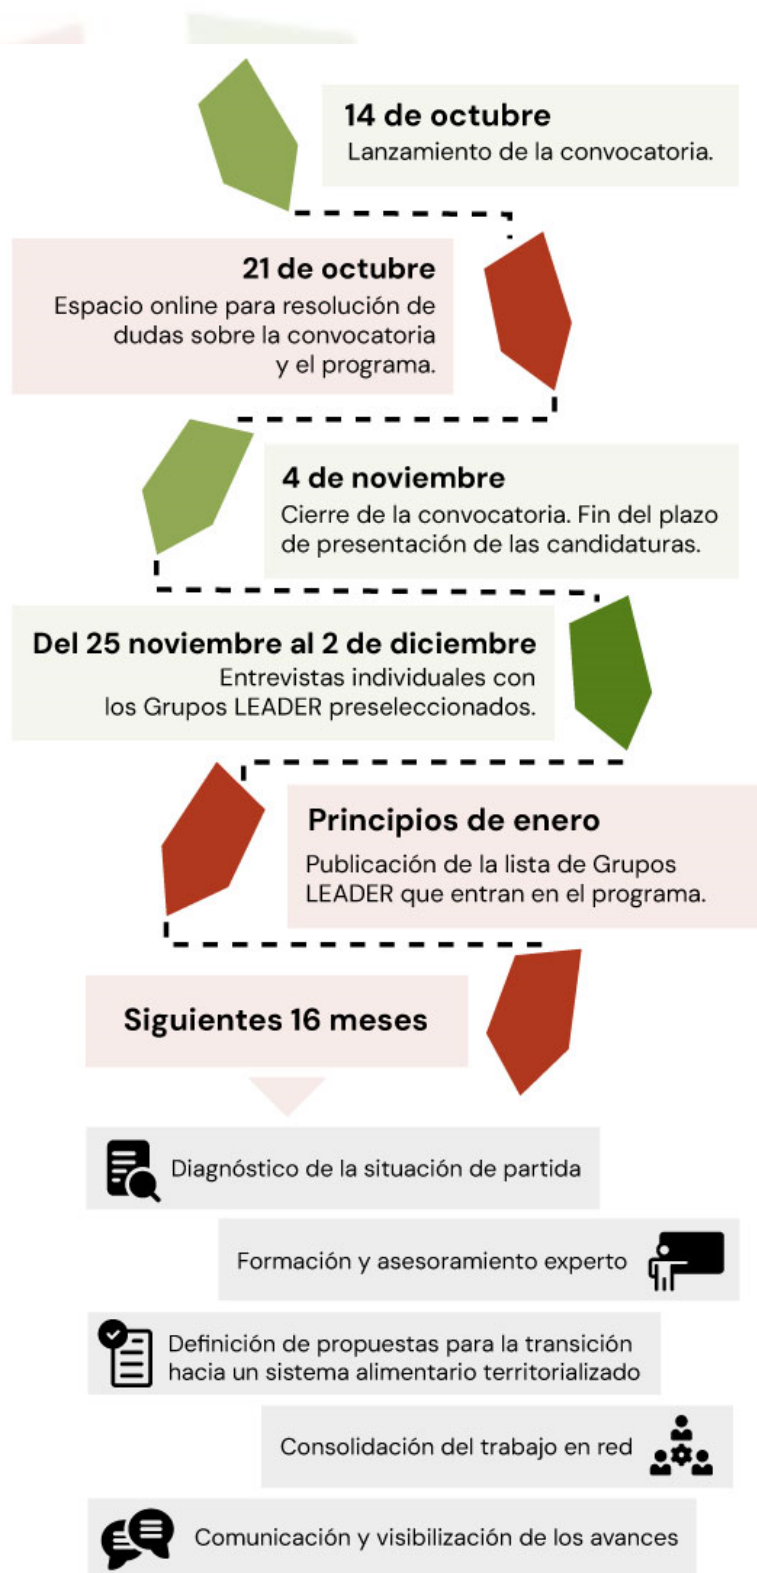 14 de octubre
Lanzamiento de la convocatoria.
21 de octubre
Espacio online para resolución de
dudas sobre la convocatoria
y el programa.
4 de noviembre
Cierre de la convocatoria. Fin del plazo
de presentación de las candidaturas.
Del 25 noviembre al 2 de diciembre
Entrevistas individuales con
los Grupos LEADER preseleccionados.
Principios de enero
Publicación de la lista de Grupos
LEADER que entran en el programa.
Siguientes 16 meses
Diagnóstico de la situación de partida
Formación y asesoramiento experto
Definición de propuestas para la transición
hacia un sistema alimentario territorializado
Consolidación del trabajo en red
Comunicación y visibilización de los avances